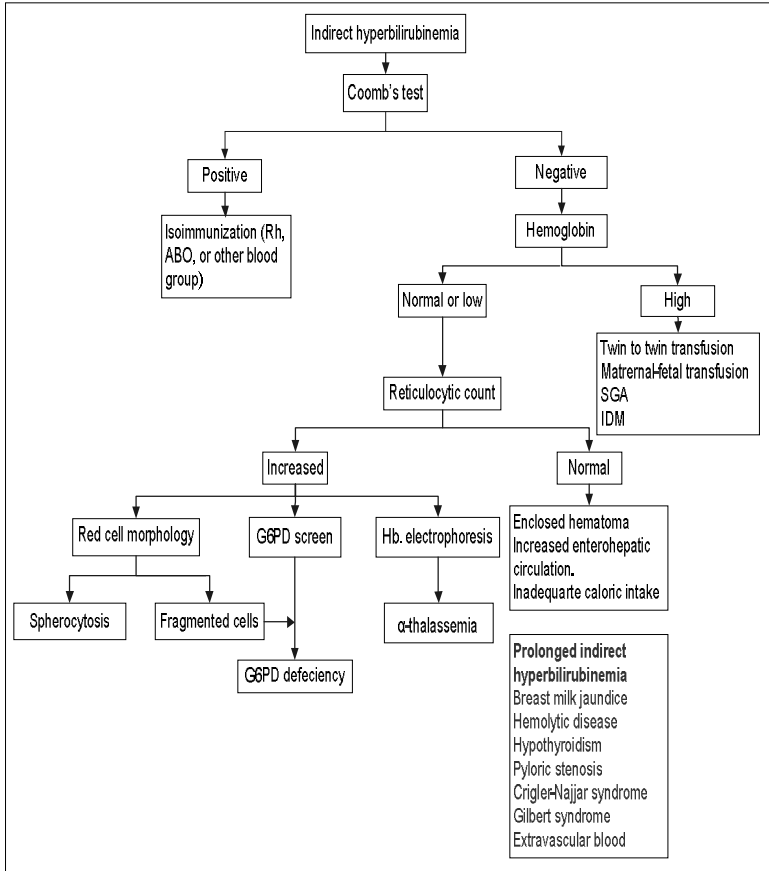 Indirect hyperbilirubinemia
Coomb's test
Positive
Negative
Isoimmunization (Rh,
ABO, or other blood
group)
Hemoglobin
Normal or low
High
Twin to twin transfusion
Matrernal-fetal transfusion
SGA
IDM
Reticulocytic count
Increased
Normal
Red cell morphology
G6PD screen
Hb. electrophoresis
Enclosed hematoma
Increased enterohepatic
circulation.
Inadequarte caloric intake
Spherocytosis
Fragmented cells
α-thalassemia
G6PD defeciency
Prolonged indirect
hyperbilirubinemia
Breast milk jaundice
Hemolytic disease
Hypothyroidism
Pyloric stenosis
Crigler-Najjar syndrome
Gilbert syndrome
Extravascular blood